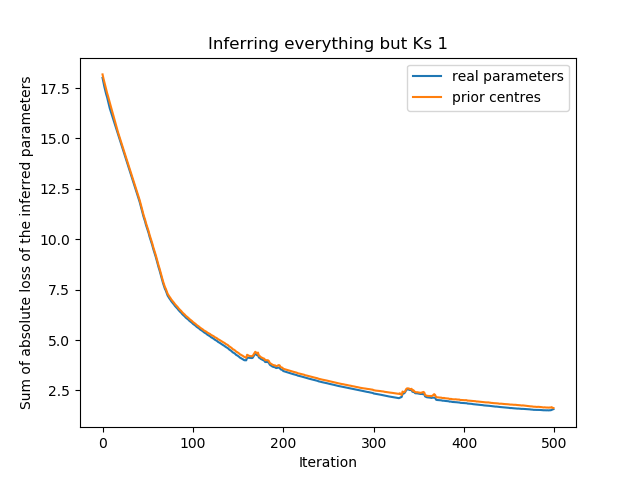 Inferring everything but Ks 1
real parameters
prior centres
17.5
15.0
12.5
10.0
7.5
5.0
2.5
Sum of absolute loss of the inferred parameters
0 100 200 300 400 500
Iteration